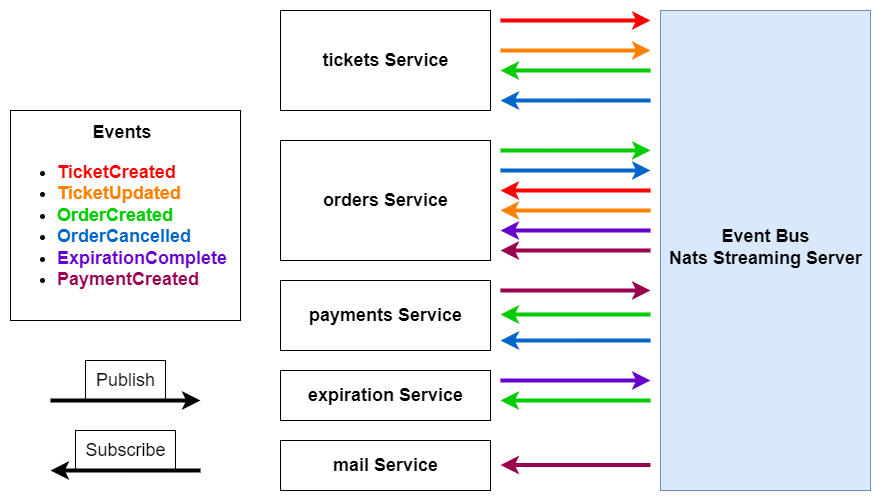 Events
TicketCreated
TicketUpdated
OrderCreated
OrderCancelled
ExpirationComplete
PaymentCreated
Publish
Subscribe
tickets Service
orders Service
payments Service
expiration Service
mail Service
Event Bus
Nats Streaming Server